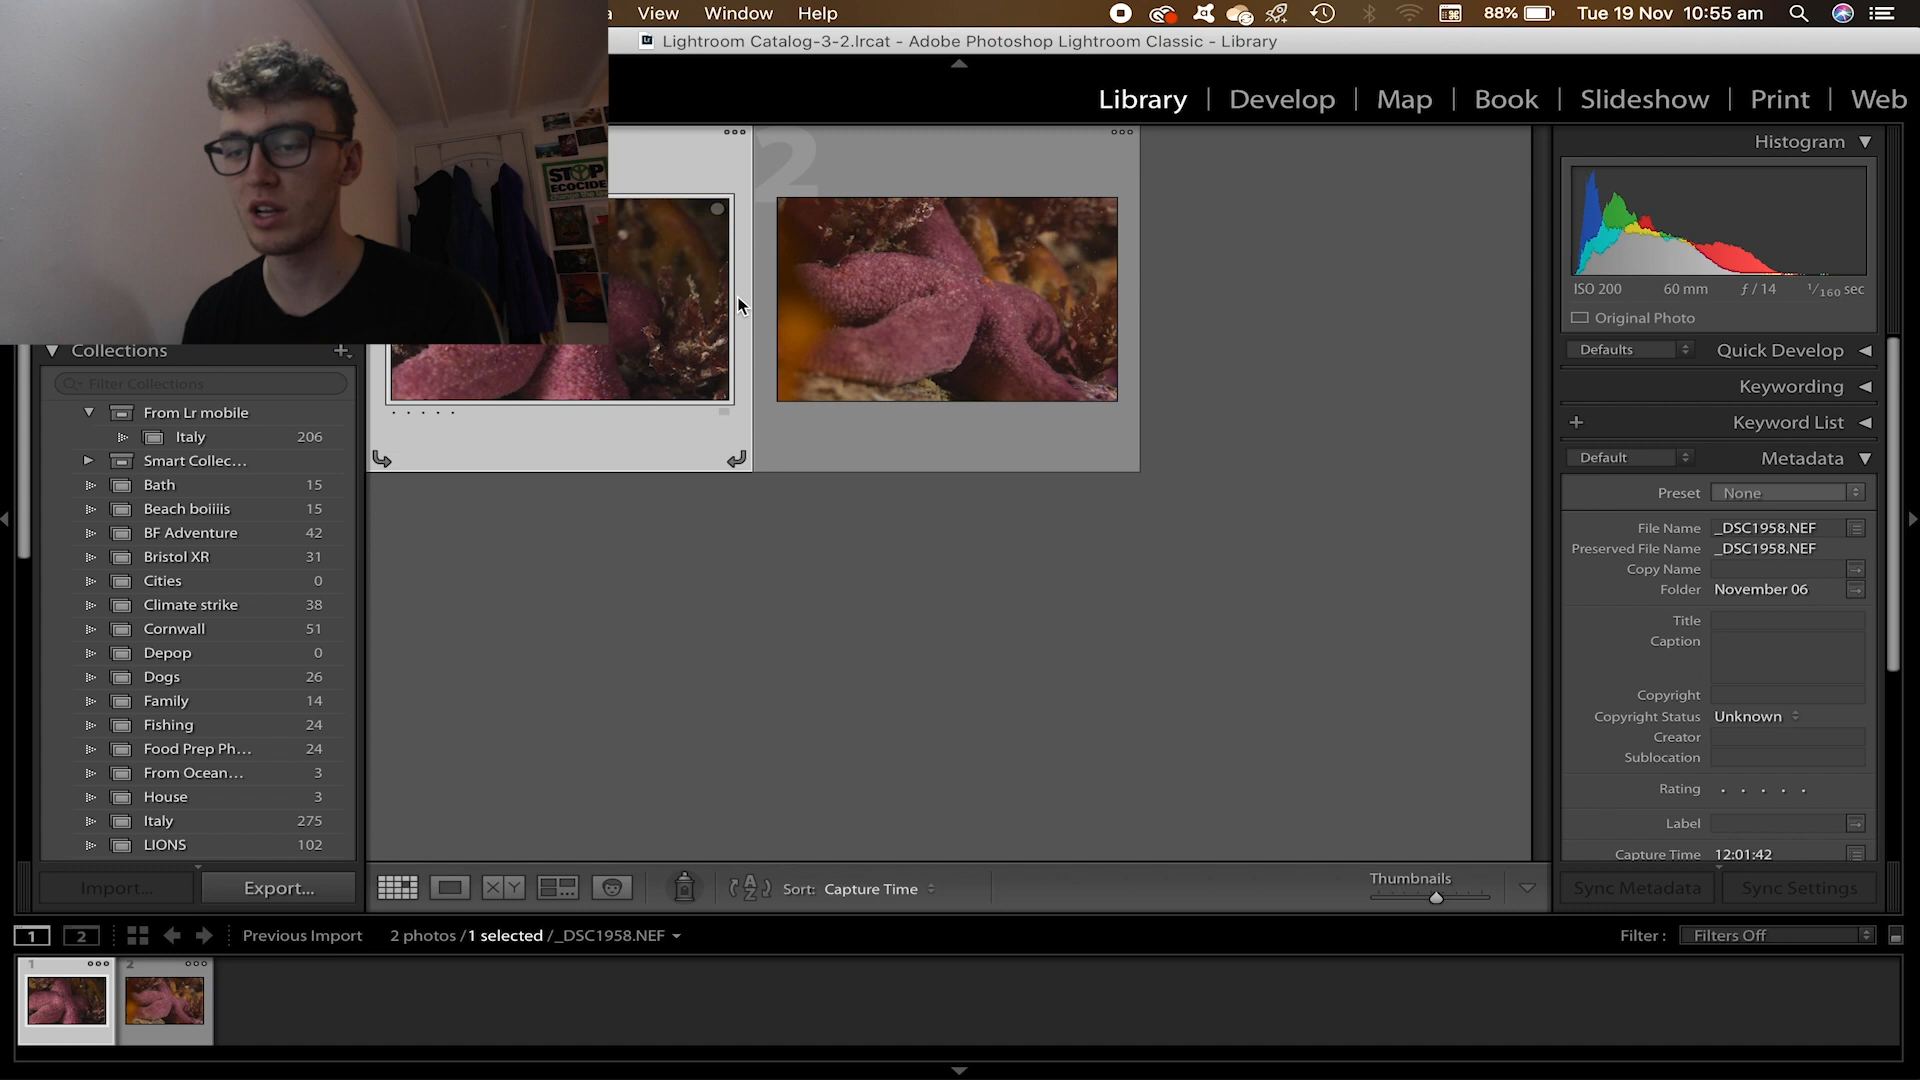 View Window Help
88% Tue 19 Nov 10:55 am
Lightroom Catalog-3-2.lrcat - Adobe Photoshop Lightroom Classic - Library
Library | Develop | Map | Book | Slideshow | Print | Web
STOP
ECOCIDE
2
Histogram
ISO 200 60 mm ƒ / 14 1/160 sec
Original Photo
Defaults Quick Develop
Keywording
+ Keyword List
Default Metadata
Preset None
File Name _DSC1958.NEF
Preserved File Name _DSC1958.NEF
Copy Name
Folder November 06
Title
Caption
Copyright
Copyright Status Unknown
Creator
Sublocation
Rating . . . . .
Label
Capture Time 12:01:42
Sync Metadata Sync Settings
Collections +
Filter Collections
From Lr mobile
Italy 206
Smart Collec...
Bath 15
Beach boiiiis 15
BF Adventure 42
Bristol XR 31
Cities 0
Climate strike 38
Cornwall 51
Depop 0
Dogs 26
Family 14
Fishing 24
Food Prep Ph... 24
From Ocean... 3
House 3
Italy 275
LIONS 102
Import... Export...
X Y
A Z Sort: Capture Time
Thumbnails
1 2 Previous Import 2 photos / 1 selected / _DSC1958.NEF
Filter : Filters Off
1 2